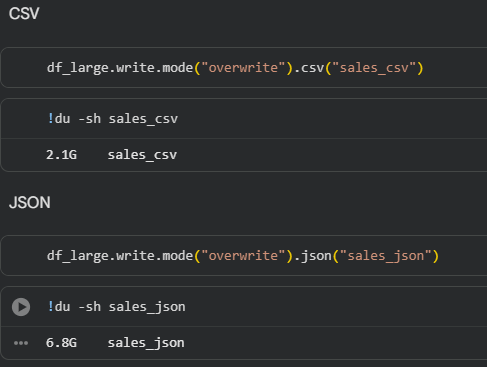 CSV
df_large.write.mode("overwrite").csv("sales_csv")
!du -sh sales_csv
2.1G    sales_csv
JSON
df_large.write.mode("overwrite").json("sales_json")
!du -sh sales_json
6.8G    sales_json